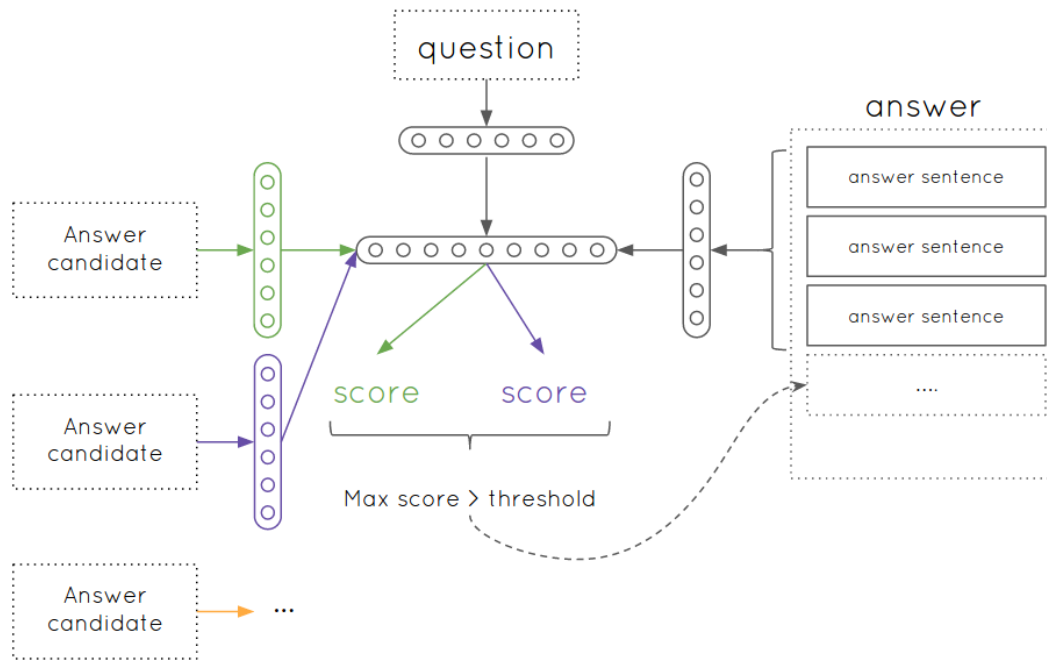 question
answer
answer sentence
answer sentence
answer sentence
....
Answer
candidate
Answer
candidate
Answer
candidate
...
score
score
Max score > threshold